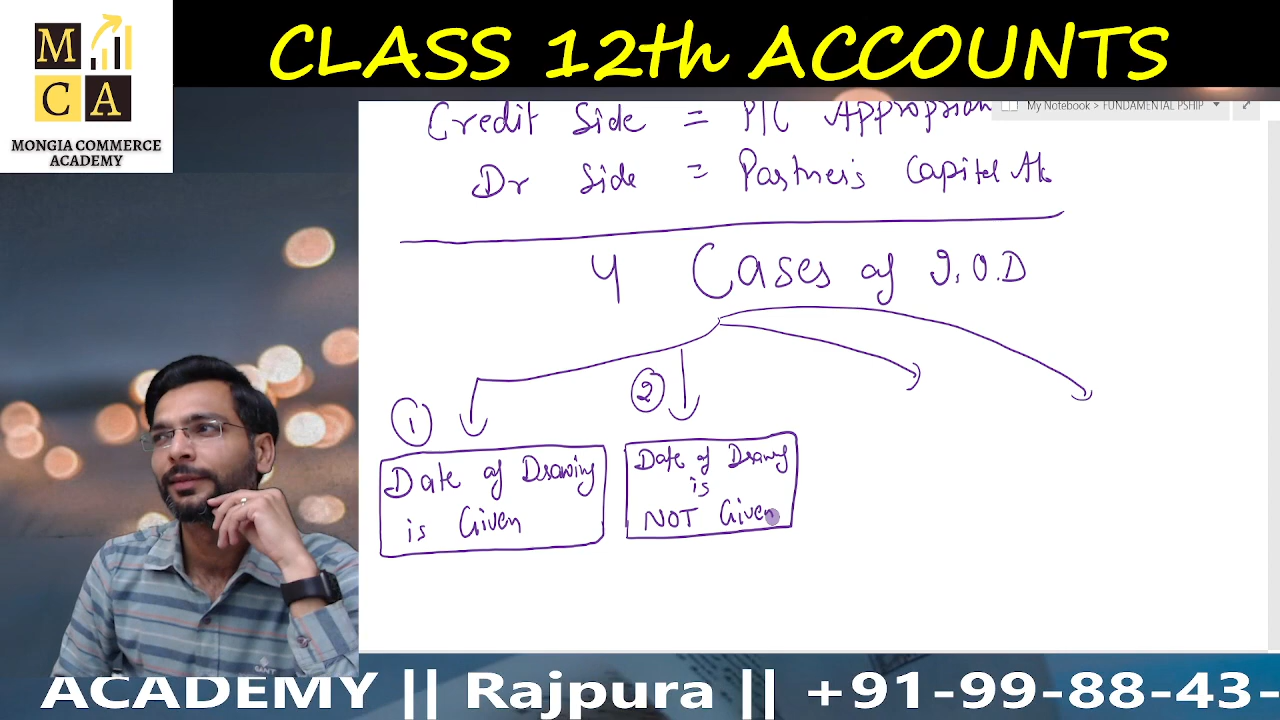 CLASS 12th ACCOUNTS
M
C A
MONGIA COMMERCE
ACADEMY
My Notebook > FUNDAMENTAL PSHIP
Credit Side = P/L
Dr Side = Partner's Capital A/c
4 Cases of I.O.D
1
2
Date of Drawing
is Given
Date of Drawing
is
NOT Given
ACADEMY || Rajpura || +91-99-88-43-